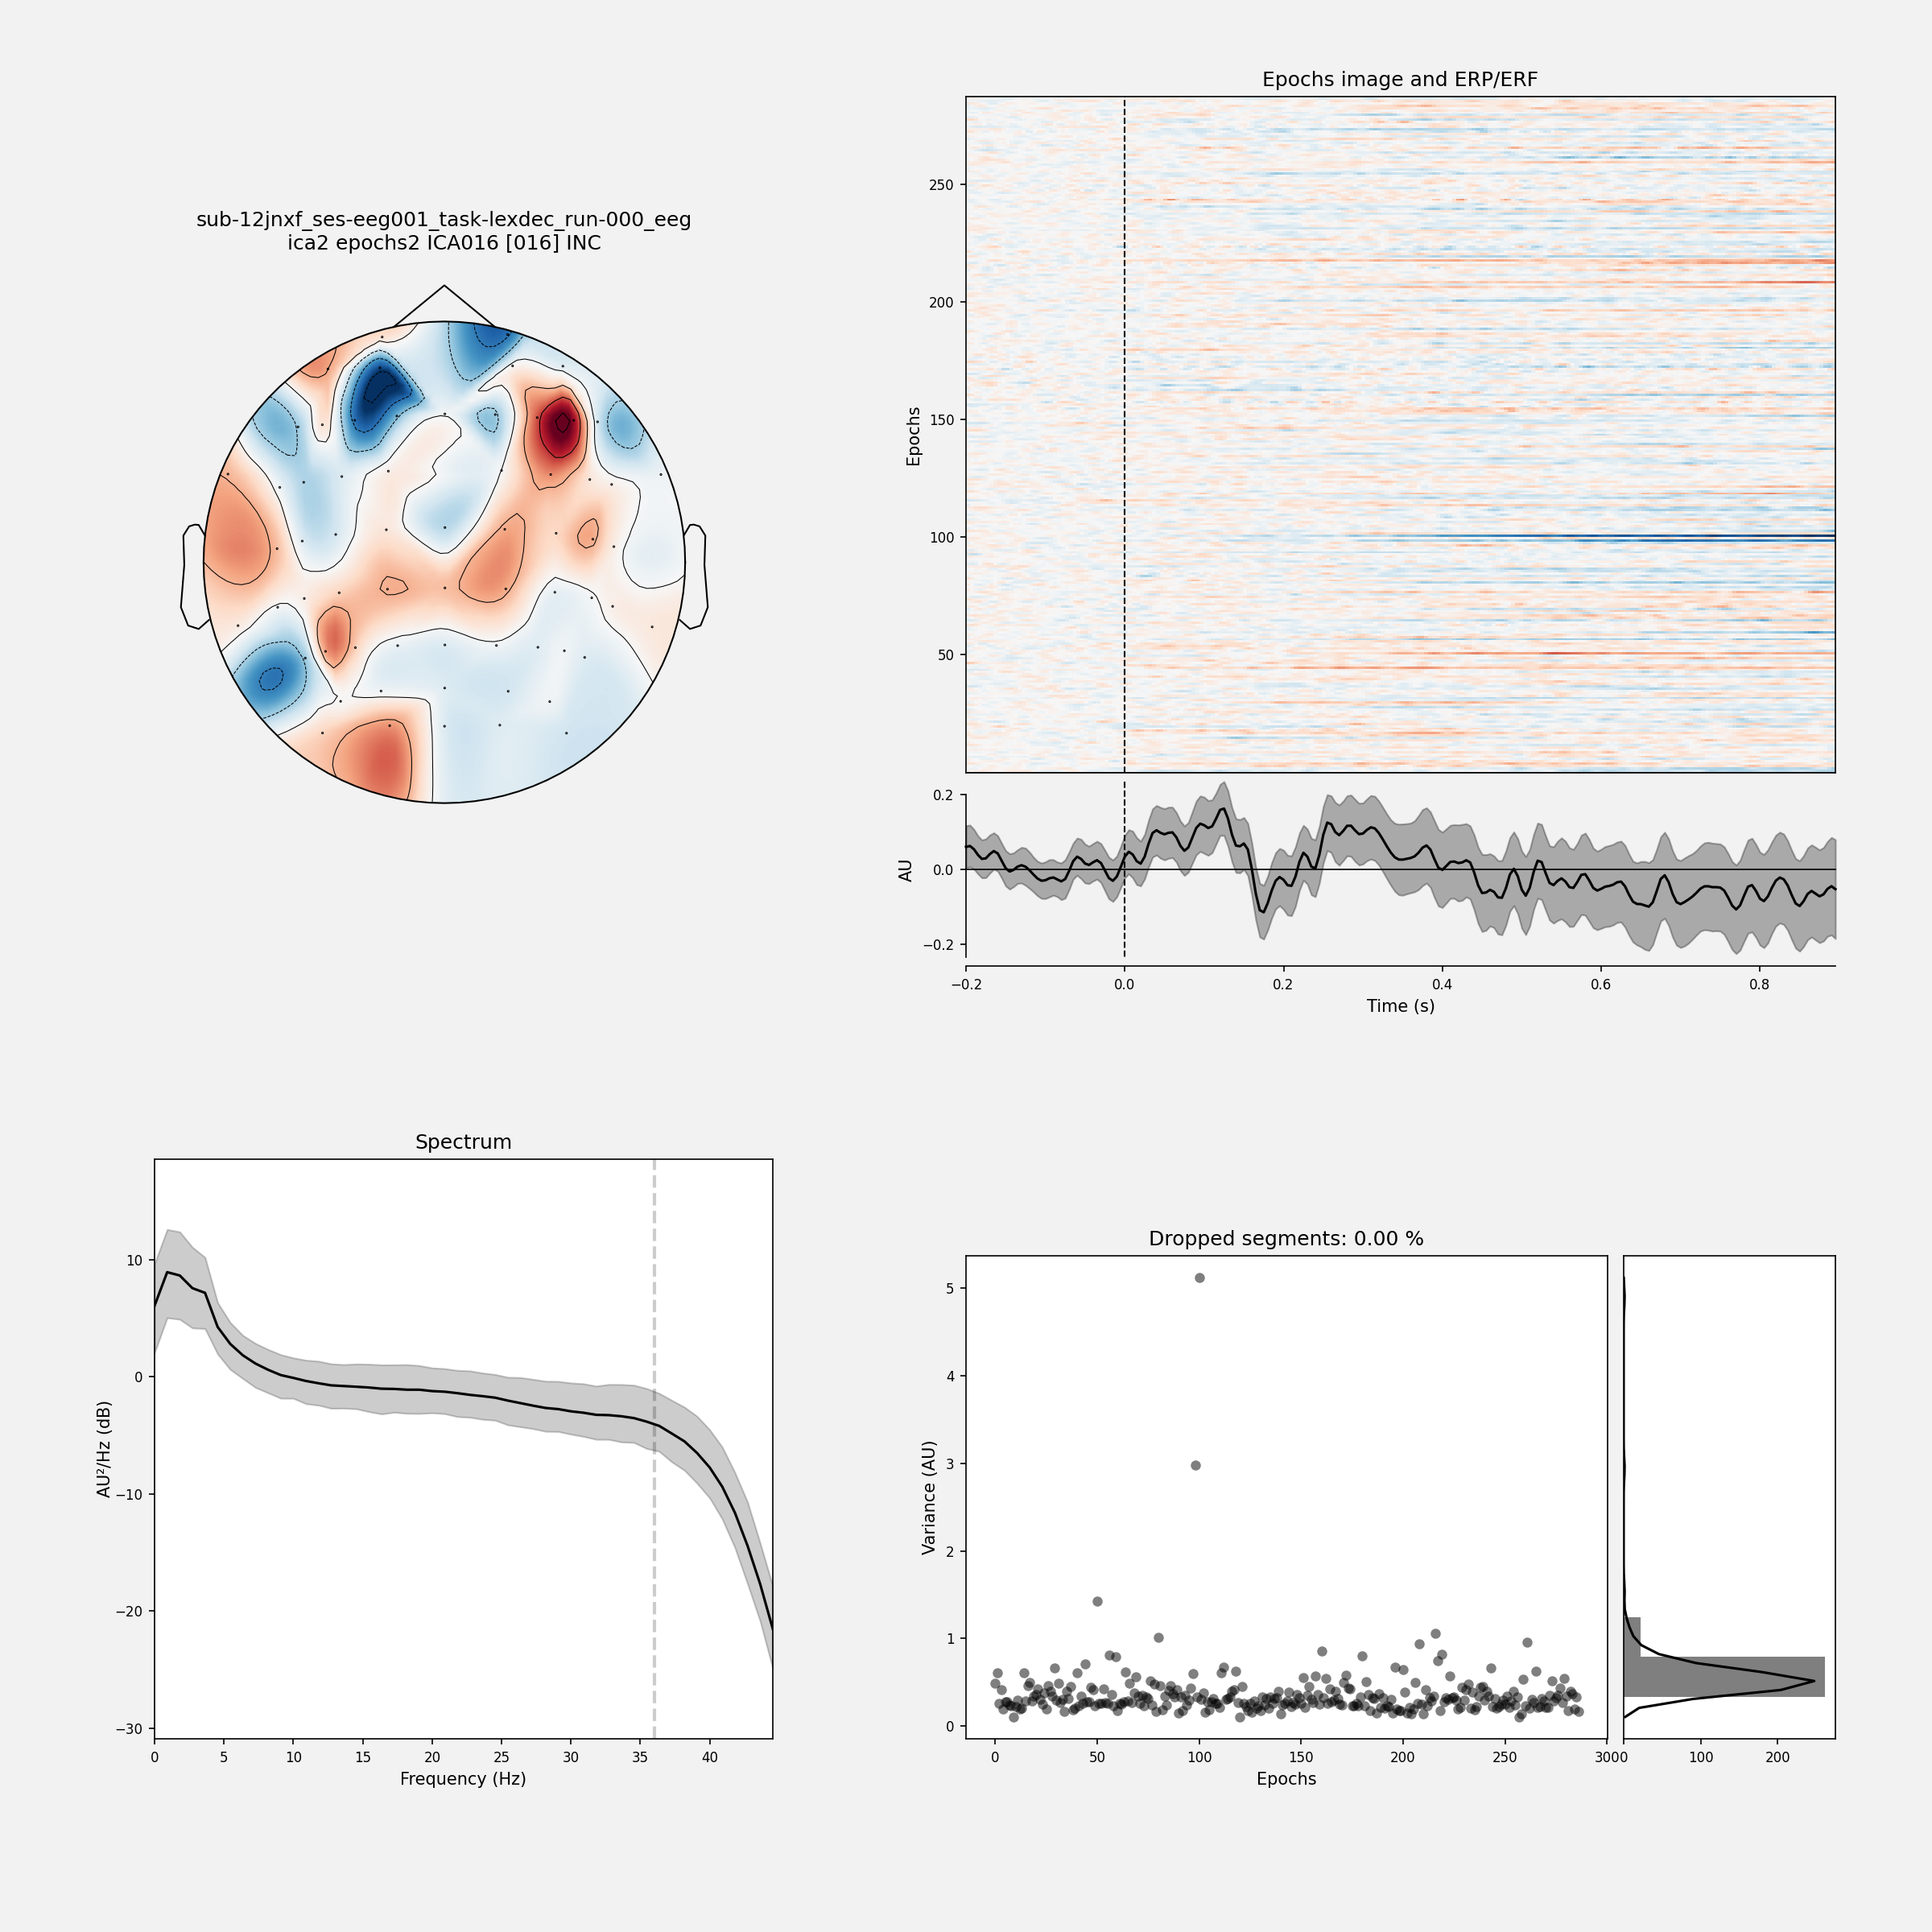 sub-12jnxf_ses-eeg001_task-lexdec_run-000_eeg
ica2 epochs2 ICA016 [016] INC
Epochs image and ERP/ERF
250
200
150
100
50
Epochs
0.2
0.0
−0.2
AU
−0.2 0.0 0.2 0.4 0.6 0.8
Time (s)
Spectrum
10
0
−10
−20
−30
AU²/Hz (dB)
0 5 10 15 20 25 30 35 40
Frequency (Hz)
Dropped segments: 0.00 %
5
4
3
2
1
0
Variance (AU)
0 50 100 150 200 250 300
Epochs
0 100 200